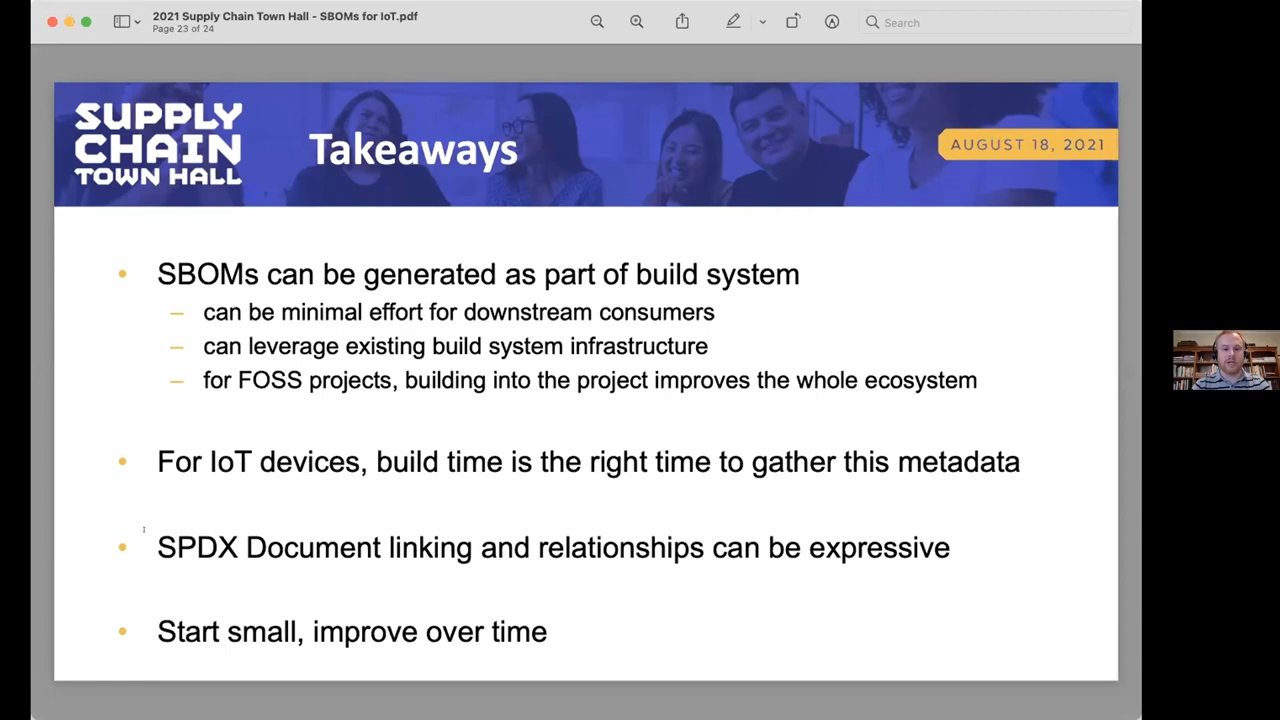 2021 Supply Chain Town Hall - SBOMs for IoT.pdf
Page 23 of 24
Search
SUPPLY
CHAIN
TOWN HALL
Takeaways
AUGUST 18, 2021
• SBOMs can be generated as part of build system
– can be minimal effort for downstream consumers
– can leverage existing build system infrastructure
– for FOSS projects, building into the project improves the whole ecosystem
• For IoT devices, build time is the right time to gather this metadata
• SPDX Document linking and relationships can be expressive
• Start small, improve over time